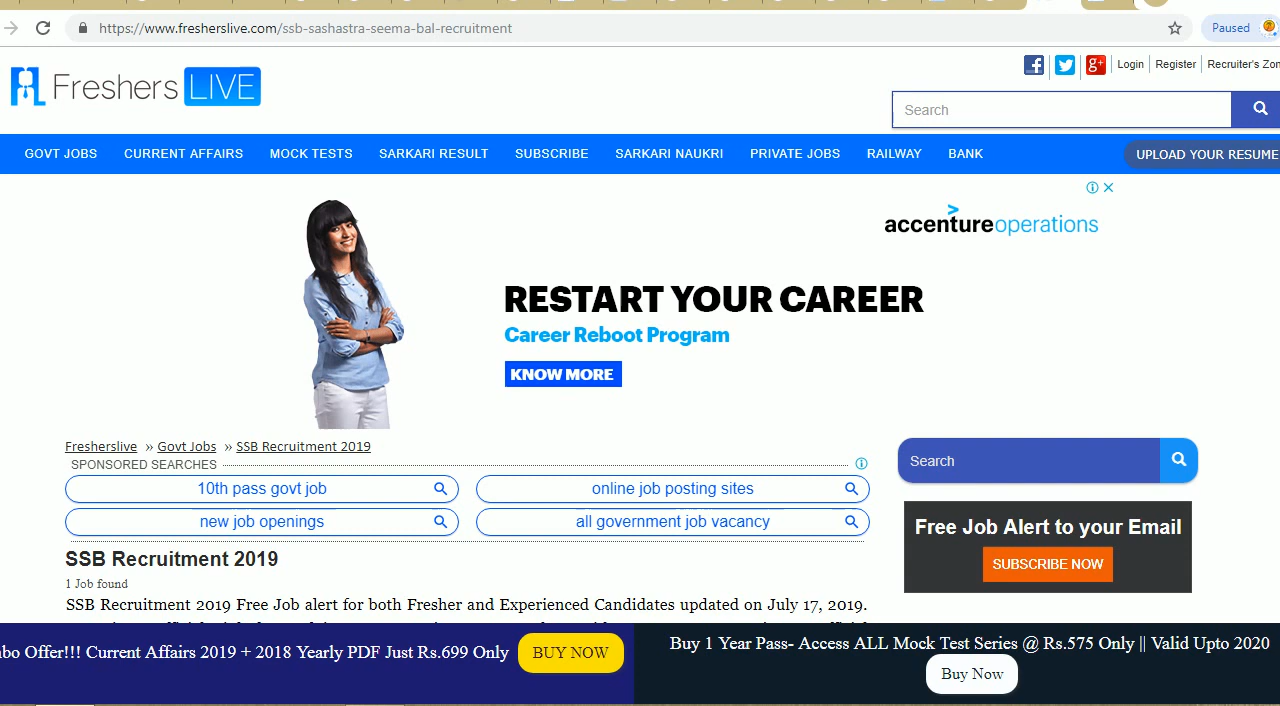 https://www.fresherslive.com/ssb-sashastra-seema-bal-recruitment
Paused
Freshers LIVE
g+
Login
Register
Recruiter's Zon
Search
GOVT JOBS CURRENT AFFAIRS MOCK TESTS SARKARI RESULT SUBSCRIBE SARKARI NAUKRI PRIVATE JOBS RAILWAY BANK UPLOAD YOUR RESUME
accentureoperations
RESTART YOUR CAREER
Career Reboot Program
KNOW MORE
Fresherslive » Govt Jobs » SSB Recruitment 2019
SPONSORED SEARCHES
10th pass govt job
online job posting sites
new job openings
all government job vacancy
SSB Recruitment 2019
1 Job found
SSB Recruitment 2019 Free Job alert for both Fresher and Experienced Candidates updated on July 17, 2019.
Search
Free Job Alert to your Email
SUBSCRIBE NOW
bo Offer!!! Current Affairs 2019 + 2018 Yearly PDF Just Rs.699 Only
BUY NOW
Buy 1 Year Pass- Access ALL Mock Test Series @ Rs.575 Only || Valid Upto 2020
Buy Now